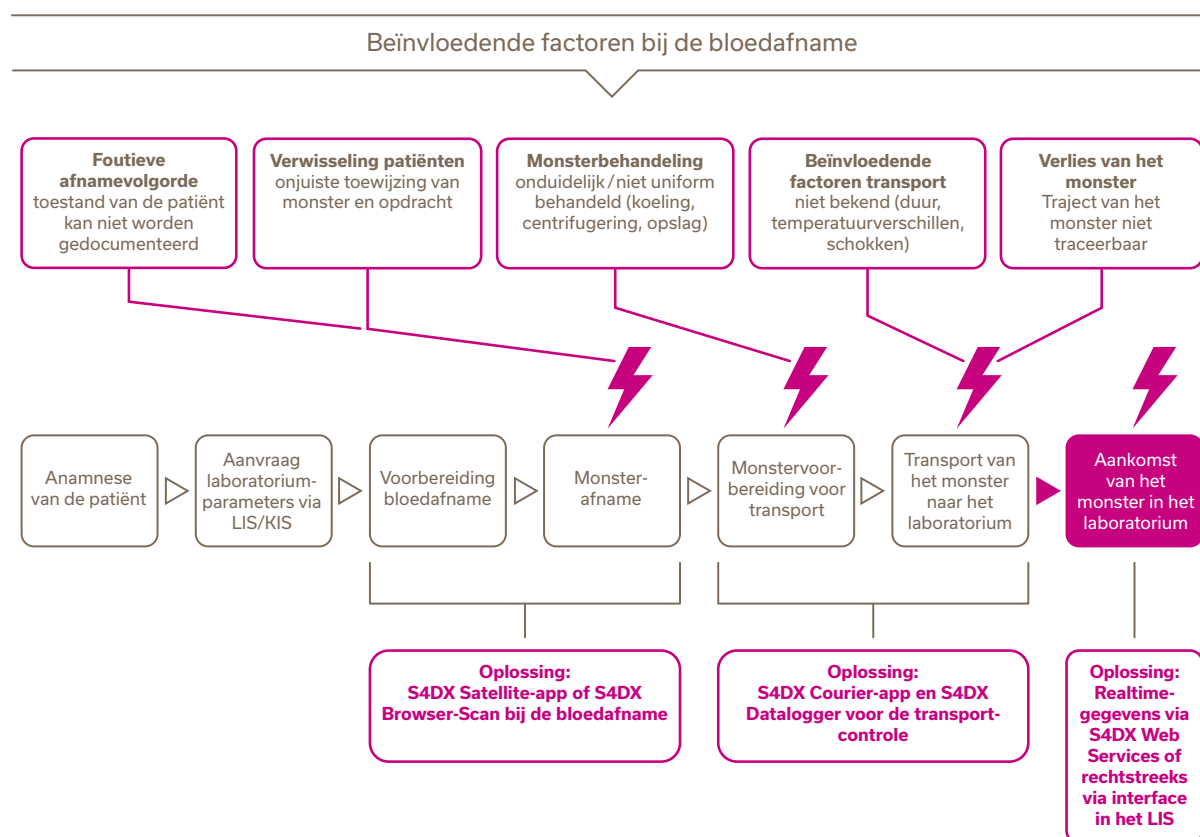 Beïnvloedende factoren bij de bloedafname
Foutieve
afnamevolgorde
toestand van de patiënt
kan niet worden
gedocumenteerd
Verwisseling patiënten
onjuiste toewijzing van
monster en opdracht
Monsterbehandeling
onduidelijk / niet uniform
behandeld (koeling,
centrifugering, opslag)
Beïnvloedende
factoren transport
niet bekend (duur,
temperatuurverschillen,
schokken)
Verlies van het
monster
Traject van het
monster niet
traceerbaar
Anamnese
van de patiënt
Aanvraag
laboratorium-
parameters via
LIS/KIS
Voorbereiding
bloedafname
Monster-
afname
Monstervoor-
bereiding voor
transport
Transport van
het monster
naar het
laboratorium
Aankomst
van het
monster in het
laboratorium
Oplossing:
S4DX Satellite-app of S4DX
Browser-Scan bij de bloedafname
Oplossing:
S4DX Courier-app en S4DX
Datalogger voor de transport-
controle
Oplossing:
Realtime-
gegevens via
S4DX Web
Services of
rechtstreeks
via interface
in het LIS